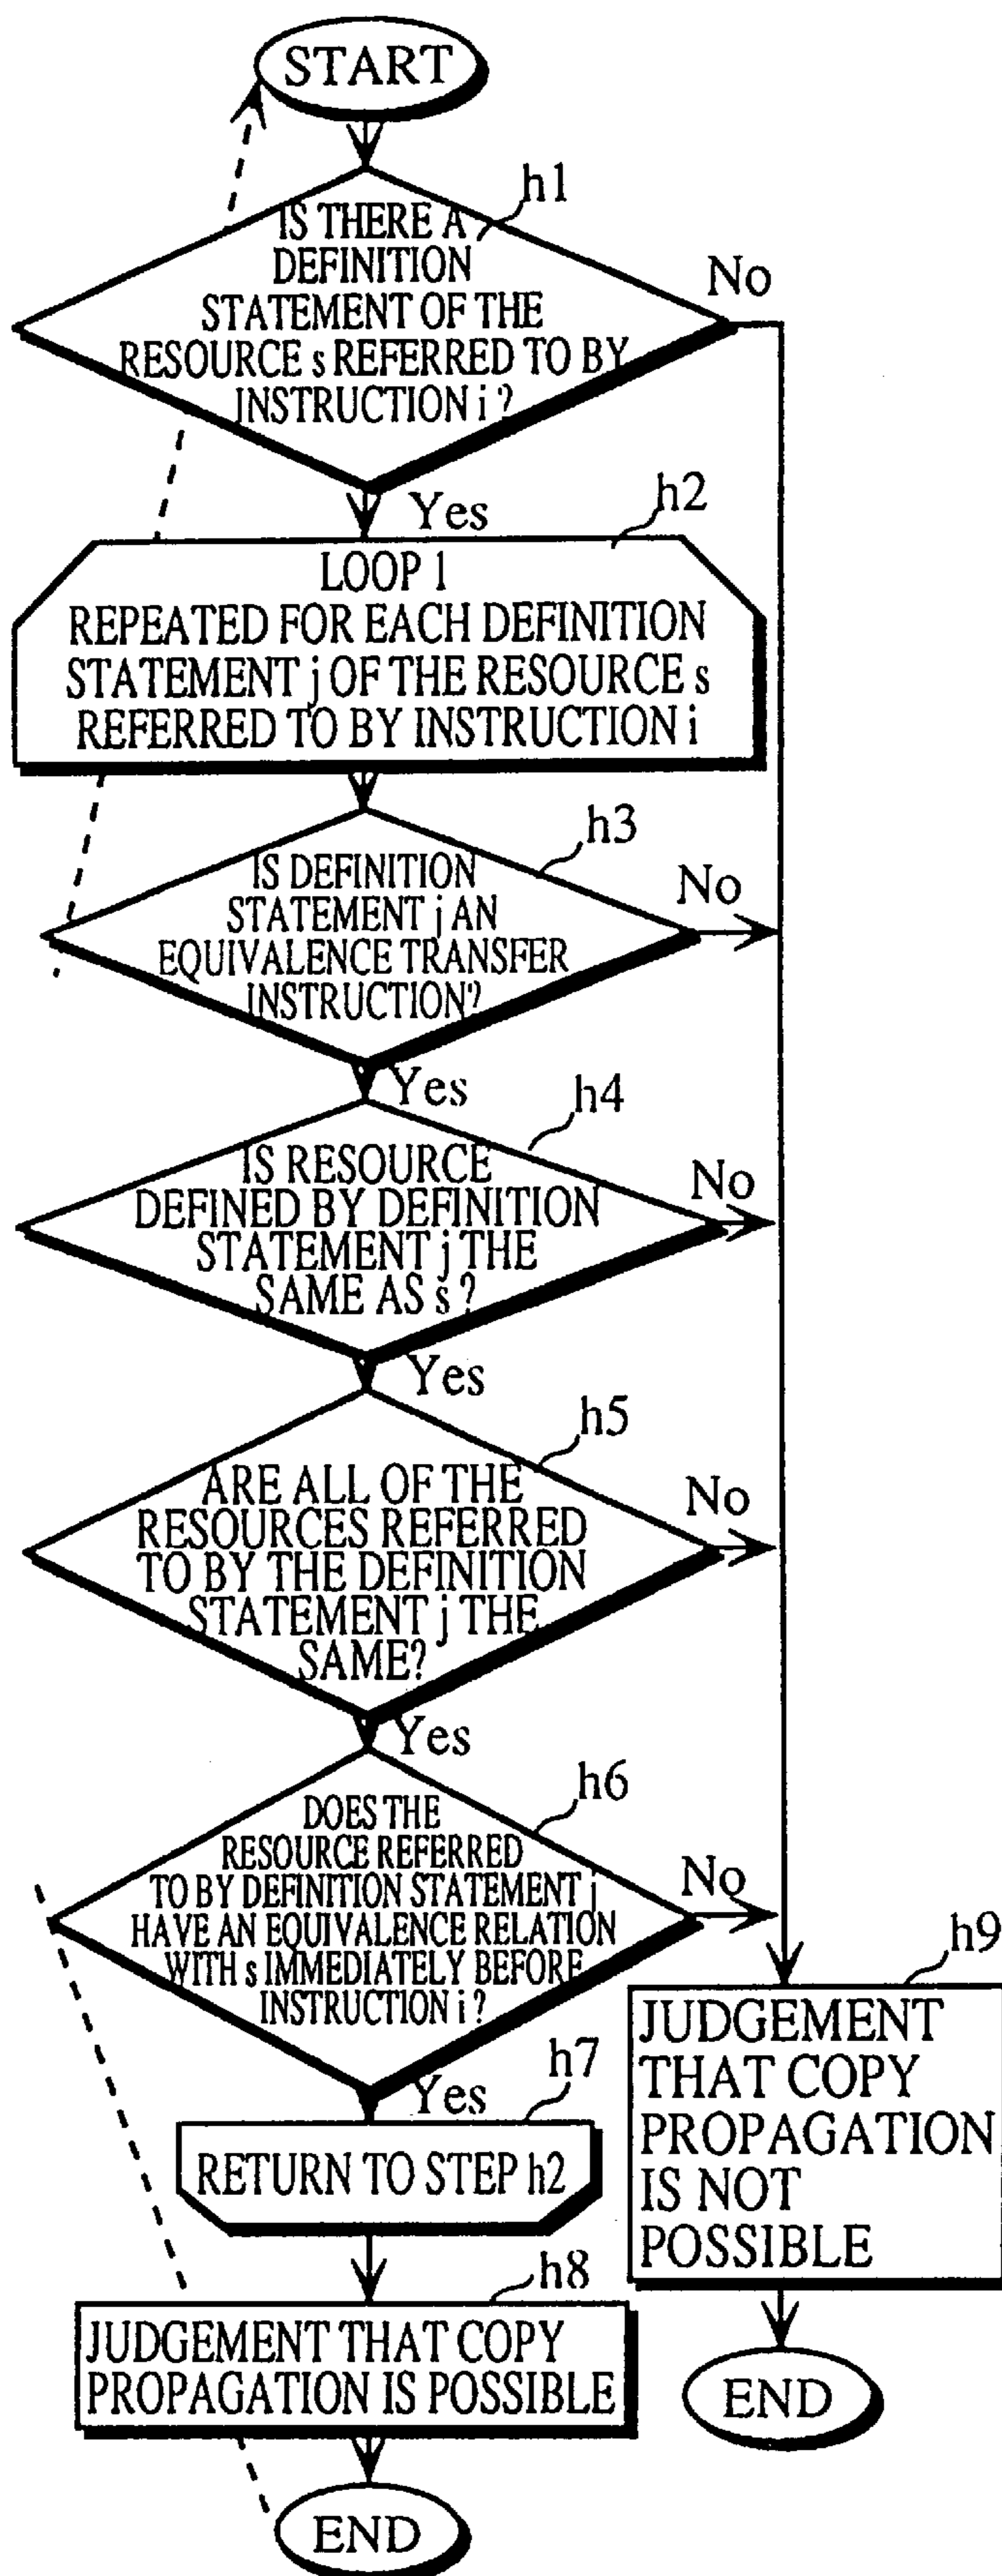 START
h1
IS THERE A
DEFINITION
STATEMENT OF THE
RESOURCE s REFERRED TO BY
INSTRUCTION i ?
No
Yes
h2
LOOP 1
REPEATED FOR EACH DEFINITION
STATEMENT j OF THE RESOURCE s
REFERRED TO BY INSTRUCTION i
h3
IS DEFINITION
STATEMENT j AN
EQUIVALENCE TRANSFER
INSTRUCTION?
No
Yes
h4
IS RESOURCE
DEFINED BY DEFINITION
STATEMENT j THE
SAME AS s ?
No
Yes
h5
ARE ALL OF THE
RESOURCES REFERRED
TO BY THE DEFINITION
STATEMENT j THE
SAME?
No
Yes
h6
DOES THE
RESOURCE REFERRED
TO BY DEFINITION STATEMENT j
HAVE AN EQUIVALENCE RELATION
WITH s IMMEDIATELY BEFORE
INSTRUCTION i ?
No
Yes
h7
RETURN TO STEP h2
h8
JUDGEMENT THAT COPY
PROPAGATION IS POSSIBLE
END
h9
JUDGEMENT
THAT COPY
PROPAGATION
IS NOT
POSSIBLE
END